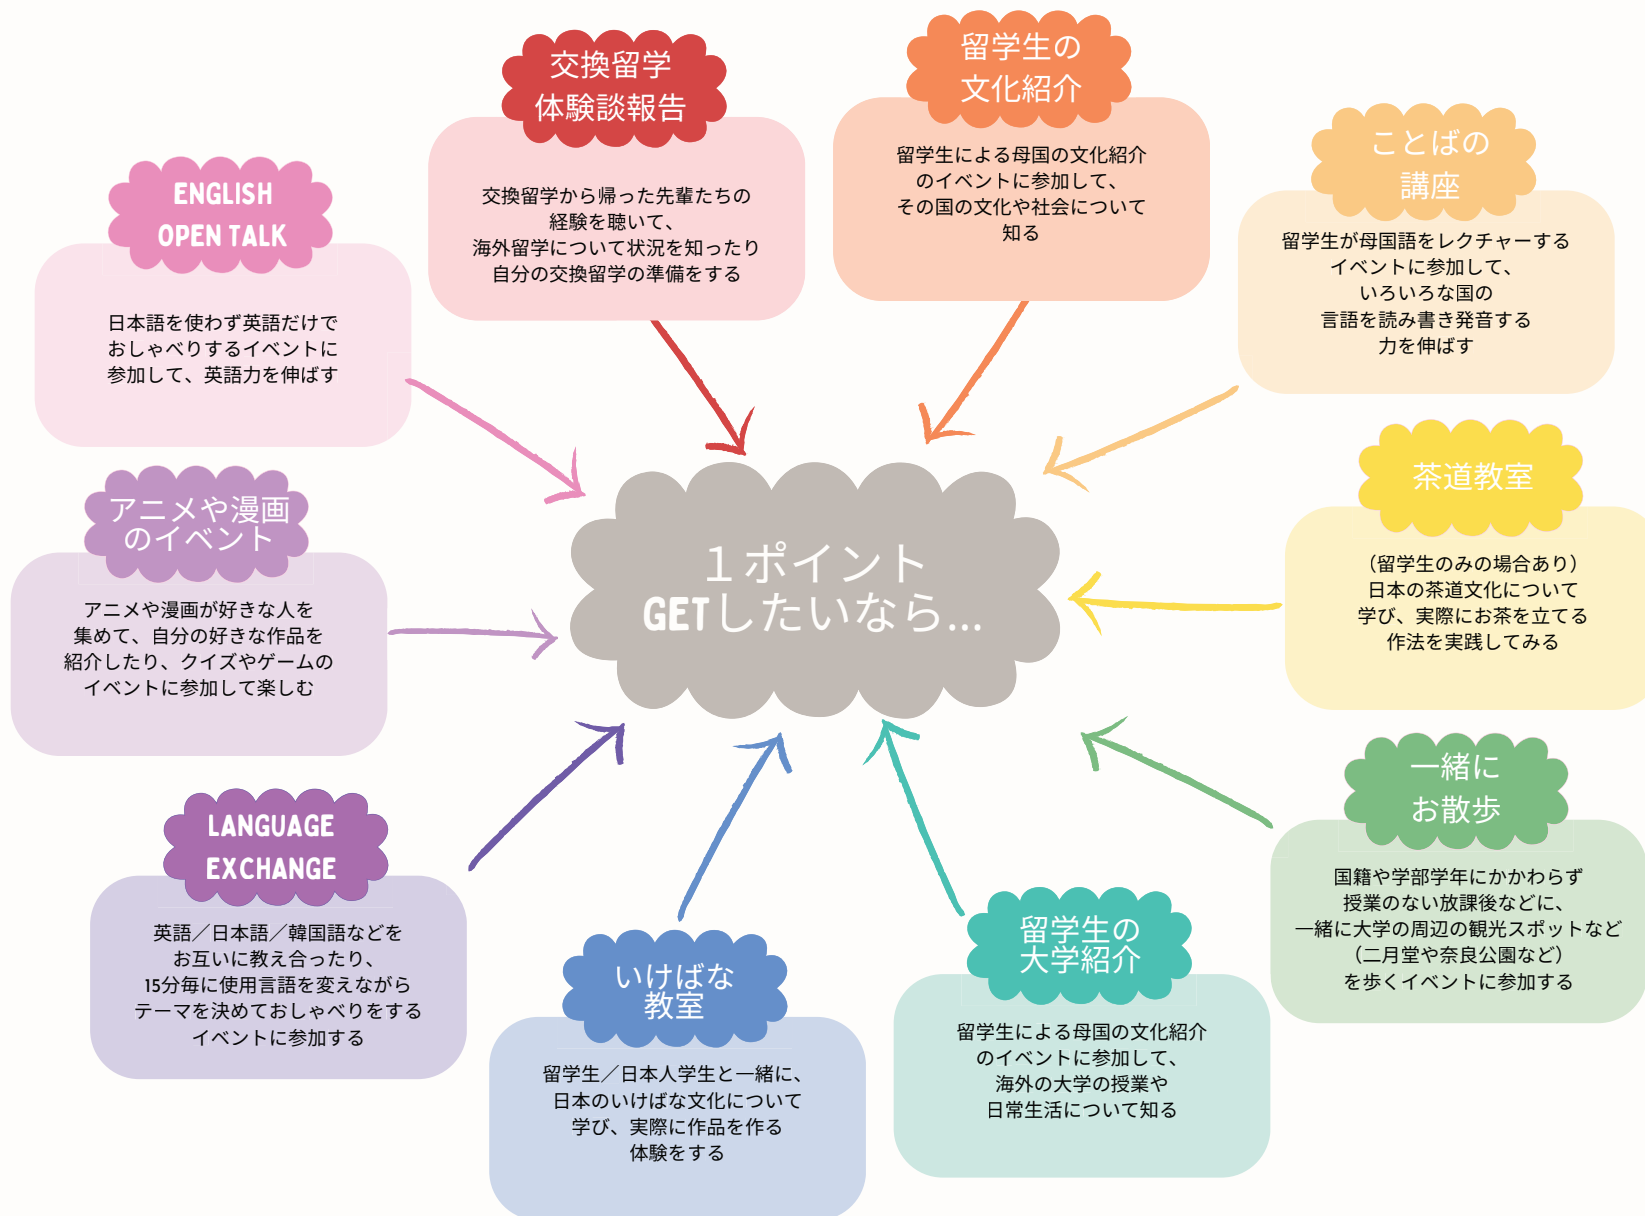 交換留学
体験談報告
交換留学から帰った先輩たちの
経験を聴いて、
海外留学について状況を知ったり
自分の交換留学の準備をする
留学生の
文化紹介
留学生による母国の文化紹介
のイベントに参加して、
その国の文化や社会について
知る
ことばの
講座
留学生が母国語をレクチャーする
イベントに参加して、
いろいろな国の
言語を読み書き発音する
力を伸ばす
ENGLISH
OPEN TALK
日本語を使わず英語だけで
おしゃべりするイベントに
参加して、英語力を伸ばす
茶道教室
（留学生のみの場合あり）
日本の茶道文化について
学び、実際にお茶を立てる
作法を実践してみる
アニメや漫画
のイベント
アニメや漫画が好きな人を
集めて、自分の好きな作品を
紹介したり、クイズやゲームの
イベントに参加して楽しむ
１ポイント
GETしたいなら...
一緒に
お散歩
国籍や学部学年にかかわらず
授業のない放課後などに、
一緒に大学の周辺の観光スポットなど
（二月堂や奈良公園など）
を歩くイベントに参加する
LANGUAGE
EXCHANGE
英語／日本語／韓国語などを
お互いに教え合ったり、
15分毎に使用言語を変えながら
テーマを決めておしゃべりをする
イベントに参加する
いけばな
教室
留学生／日本人学生と一緒に、
日本のいけばな文化について
学び、実際に作品を作る
体験をする
留学生の
大学紹介
留学生による母国の文化紹介
のイベントに参加して、
海外の大学の授業や
日常生活について知る